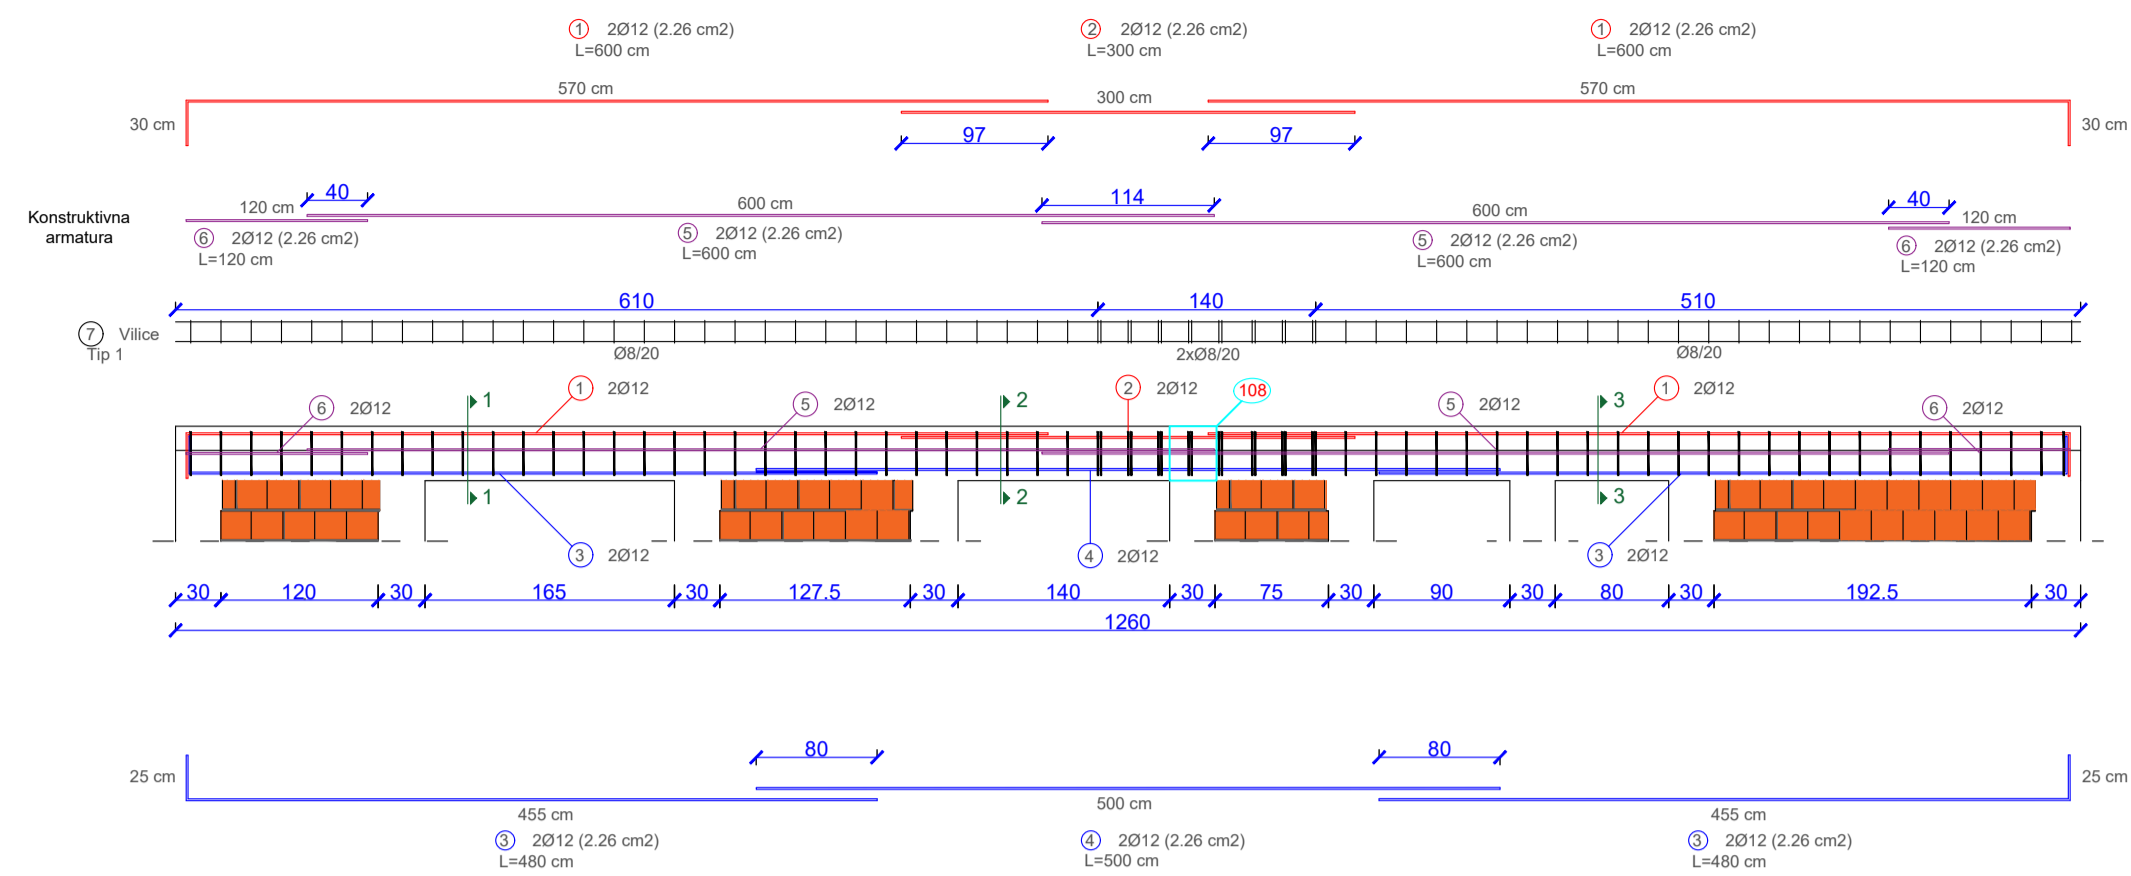 1 2Ø12 (2.26 cm2) 2 2Ø12 (2.26 cm2) 1 2Ø12 (2.26 cm2)
L=600 cm L=300 cm L=600 cm
570 cm 300 cm 570 cm
30 cm 30 cm
97 97
40 114 40
120 cm 600 cm 600 cm 120 cm
Konstruktivna
armatura
6 2Ø12 (2.26 cm2) 5 2Ø12 (2.26 cm2) 5 2Ø12 (2.26 cm2) 6 2Ø12 (2.26 cm2)
L=120 cm L=600 cm L=600 cm L=120 cm
610 140 510
7 Vilice
Tip 1 Ø8/20 2xØ8/20 Ø8/20
1 2Ø12 2 2Ø12 108 1 2Ø12
6 2Ø12 1 5 2Ø12 2 5 2Ø12 3 6 2Ø12
1 2 3
3 2Ø12 4 2Ø12 3 2Ø12
30 120 30 165 30 127.5 30 140 30 75 30 90 30 80 30 192.5 30
1260
80 80
25 cm 25 cm
455 cm 500 cm 455 cm
3 2Ø12 (2.26 cm2) 4 2Ø12 (2.26 cm2) 3 2Ø12 (2.26 cm2)
L=480 cm L=500 cm L=480 cm